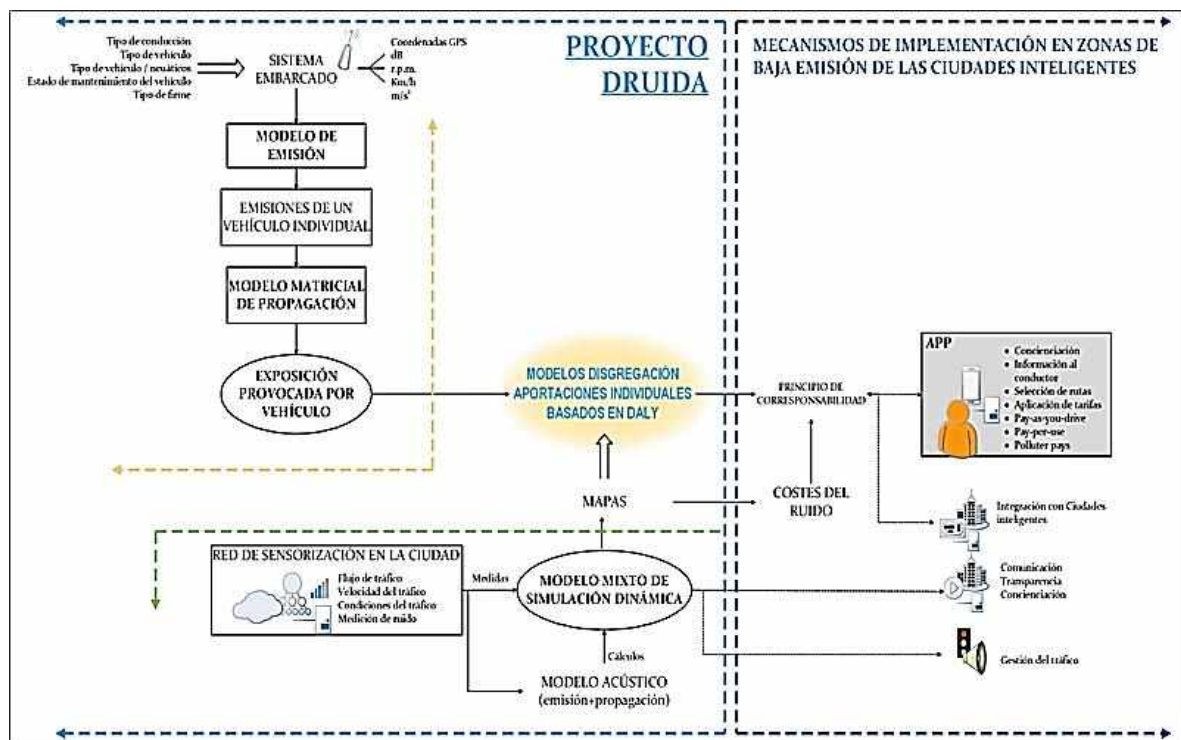 Tipo de conducción
Tipo de vehículo
Tipo de vehículo / neuáticos
Estado de mantenimiento del vehículo
Tipo de firme
SISTEMA
EMBARCADO
Coordenadas GPS
dB
r.p.m.
Km/h
m/s²
PROYECTO
DRUIDA
MECANISMOS DE IMPLEMENTACIÓN EN ZONAS DE
BAJA EMISIÓN DE LAS CIUDADES INTELIGENTES
MODELO DE
EMISIÓN
EMISIONES DE UN
VEHÍCULO INDIVIDUAL
MODELO MATRICIAL
DE PROPAGACIÓN
EXPOSICIÓN
PROVOCADA POR
VEHÍCULO
MODELOS DISGREGACIÓN
APORTACIONES INDIVIDUALES
BASADOS EN DALY
PRINCIPIO DE
CORRESPONSABILIDAD
APP
• Concienciación
• Información al
conductor
• Selección de rutas
• Aplicación de tarifas
• Pay-as-you-drive
• Pay-per-use
• Polluter pays
MAPAS
COSTES DEL
RUIDO
Integración con Ciudades
inteligentes
RED DE SENSORIZACIÓN EN LA CIUDAD
Flujo de tráfico
Velocidad del tráfico
Condiciones del tráfico
Medición de ruido
Medidas
MODELO MIXTO DE
SIMULACIÓN DINÁMICA
Comunicación
Transparencia
Concienciación
Cálculos
MODELO ACÚSTICO
(emisión+propagación)
Gestión del tráfico